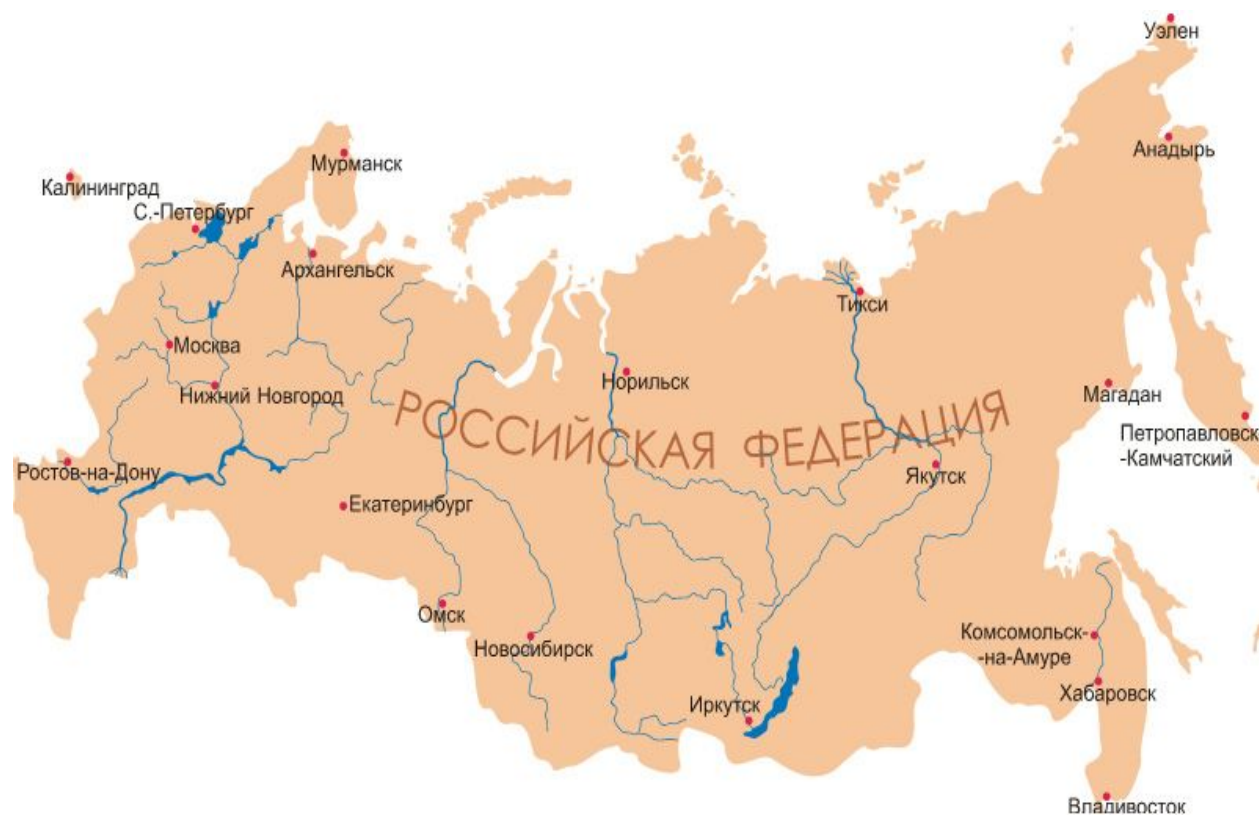 Уэлен
Анадырь
Мурманск
Калининград
С.-Петербург
Архангельск
Тикси
Москва
Норильск
Нижний Новгород
Магадан
РОССИЙСКАЯ ФЕДЕРАЦИЯ
Петропавловск
-Камчатский
Ростов-на-Дону
Якутск
Екатеринбург
Омск
Новосибирск
Комсомольск-
-на-Амуре
Хабаровск
Иркутск
Владивосток